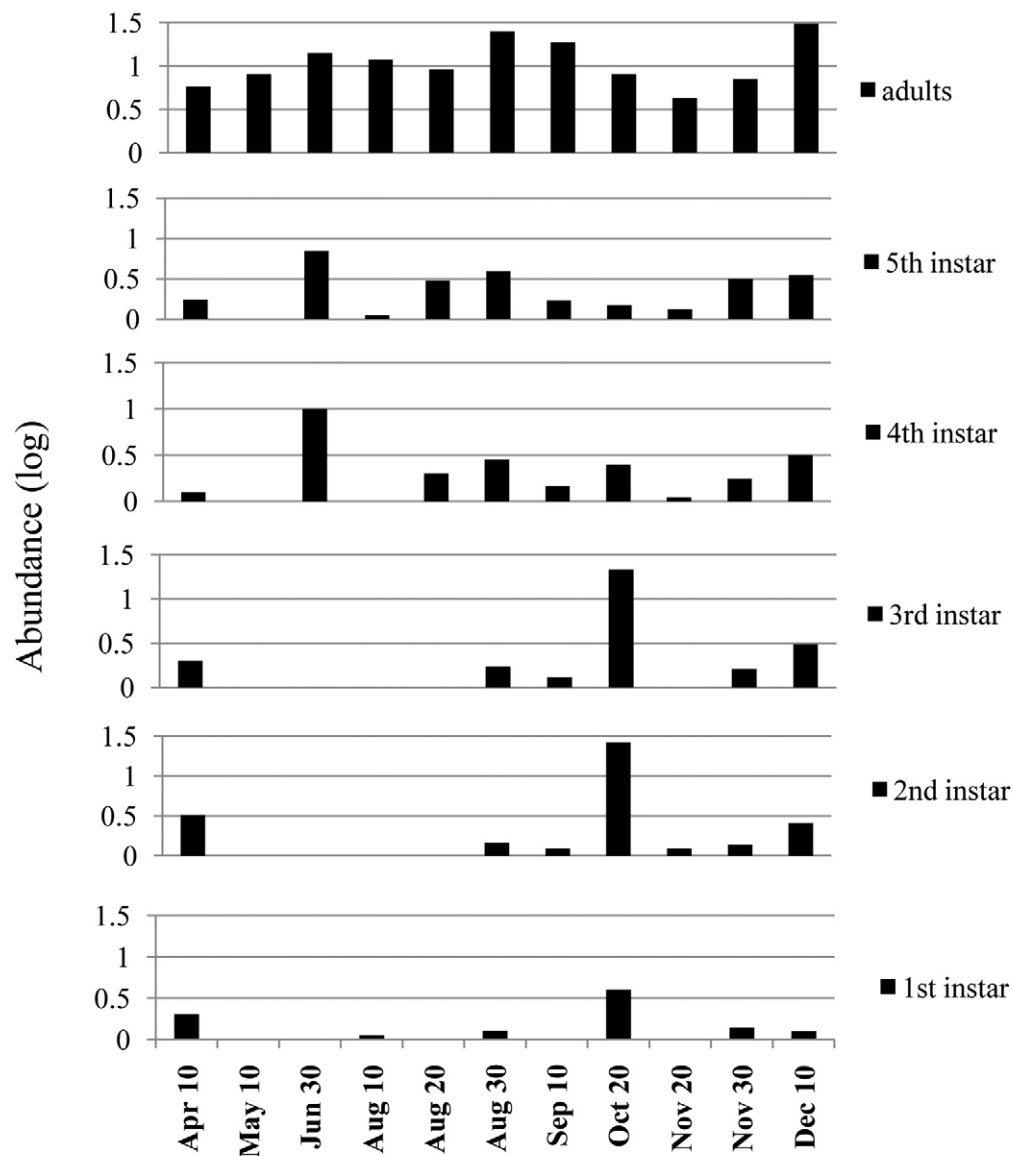 1.5
1
0.5
0
adults
1.5
1
0.5
0
5th instar
1.5
1
0.5
0
4th instar
Abundance (log)
1.5
1
0.5
0
3rd instar
1.5
1
0.5
0
2nd instar
1.5
1
0.5
0
1st instar
Apr 10
May 10
Jun 30
Aug 10
Aug 20
Aug 30
Sep 10
Oct 20
Nov 20
Nov 30
Dec 10